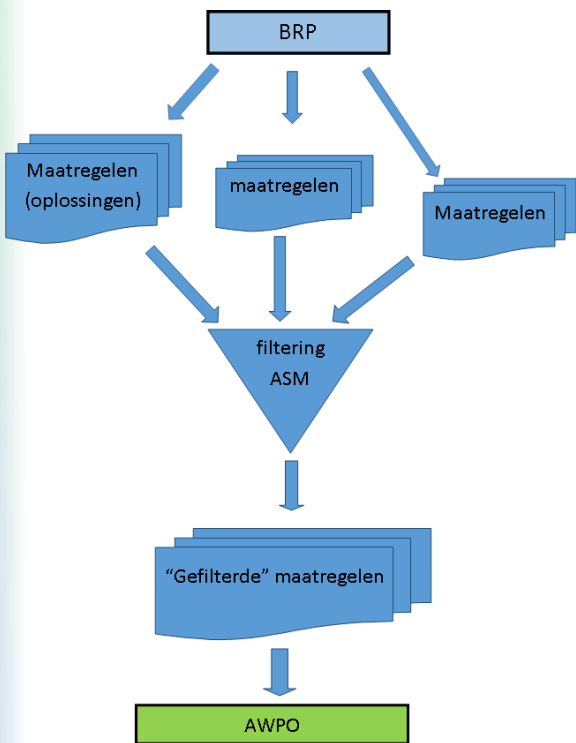 BRP
Maatregelen
(oplossingen)
maatregelen
Maatregelen
filtering
ASM
“Gefilterde” maatregelen
AWPO